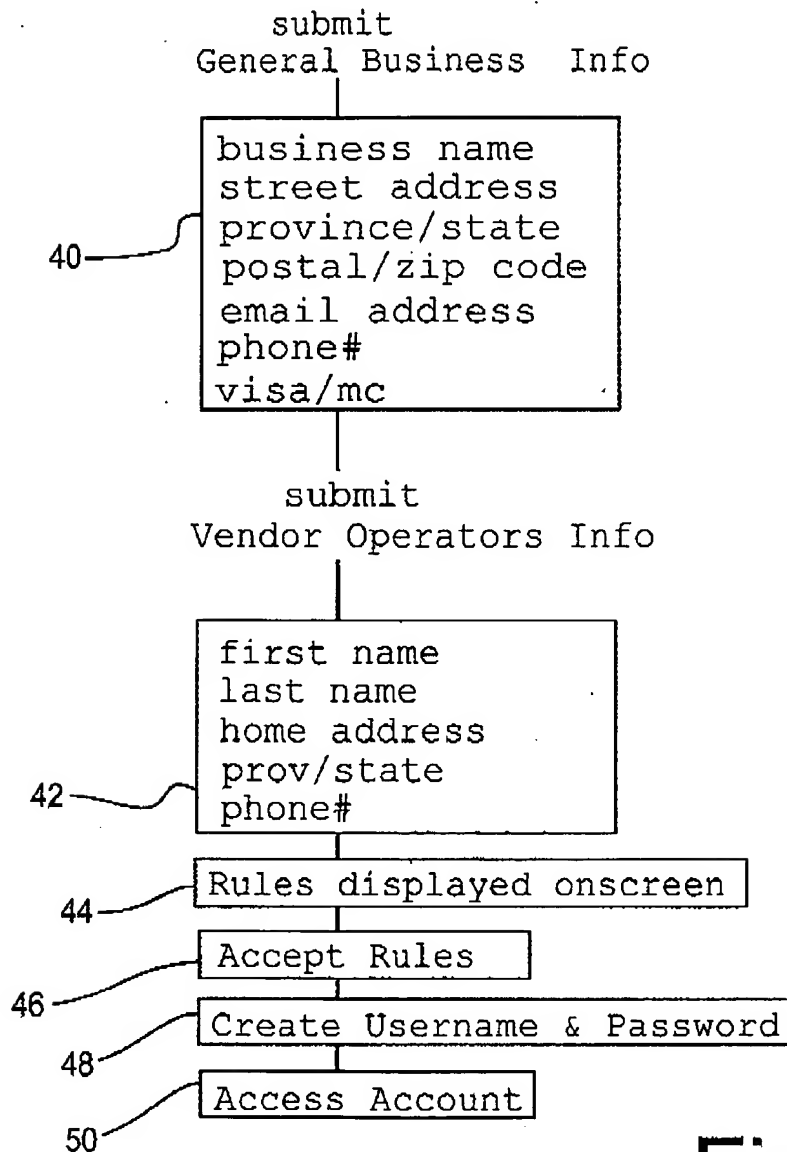 submit
General Business Info
business name
street address
province/state
40
postal/zip code
email address
phone#
visa/mc
submit
Vendor Operators Info
first name
last name
home address
prov/state
42
phone#
Rules displayed onscreen
44
Accept Rules
46
Create Username & Password
48
Access Account
50